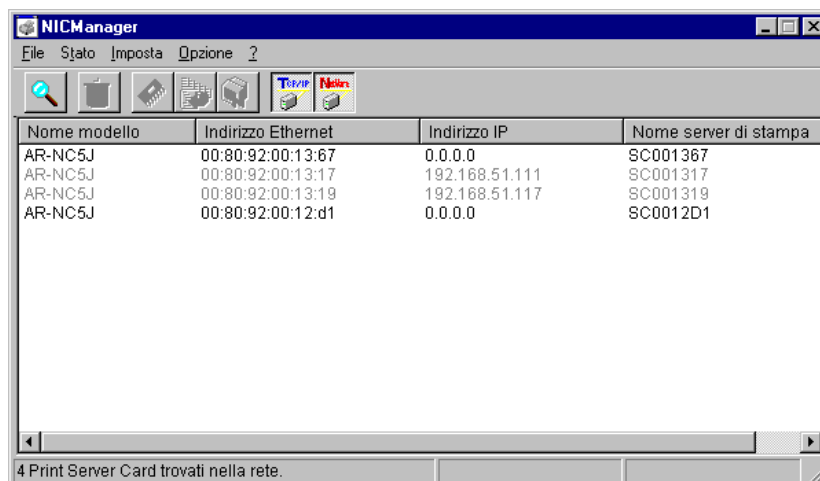 NICManager
File Stato Imposta Opzione ?
TCP/IP NetWare
Nome modello Indirizzo Ethernet Indirizzo IP Nome server di stampa
AR-NC5J 00:80:92:00:13:67 0.0.0.0 SC001367
AR-NC5J 00:80:92:00:13:17 192.168.51.111 SC001317
AR-NC5J 00:80:92:00:13:19 192.168.51.117 SC001319
AR-NC5J 00:80:92:00:12:d1 0.0.0.0 SC0012D1
4 Print Server Card trovati nella rete.